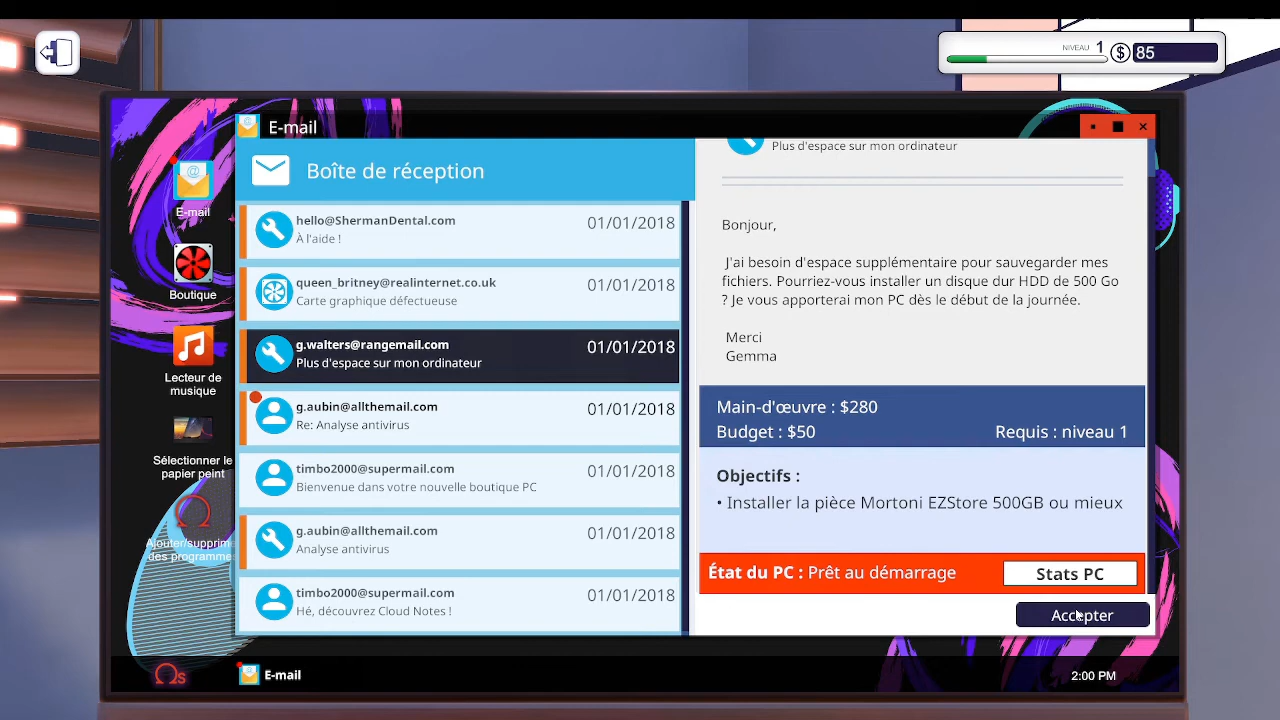 NIVEAU 1 $ 85
E-mail
E-mail
Boutique
Lecteur de
musique
Sélectionner le
papier peint
Ajouter/supprime
des programme
Boîte de réception
hello@ShermanDental.com 01/01/2018
À l'aide !
queen_britney@realinternet.co.uk 01/01/2018
Carte graphique défectueuse
g.walters@rangemail.com 01/01/2018
Plus d'espace sur mon ordinateur
g.aubin@allthemail.com 01/01/2018
Re: Analyse antivirus
timbo2000@supermail.com 01/01/2018
Bienvenue dans votre nouvelle boutique PC
g.aubin@allthemail.com 01/01/2018
Analyse antivirus
timbo2000@supermail.com 01/01/2018
Hé, découvrez Cloud Notes !
Plus d'espace sur mon ordinateur
Bonjour,
J'ai besoin d'espace supplémentaire pour sauvegarder mes
fichiers. Pourriez-vous installer un disque dur HDD de 500 Go
? Je vous apporterai mon PC dès le début de la journée.
Merci
Gemma
Main-d'œuvre : $280
Budget : $50 Requis : niveau 1
Objectifs :
• Installer la pièce Mortoni EZStore 500GB ou mieux
État du PC : Prêt au démarrage Stats PC
Accepter
Ωs E-mail 2:00 PM